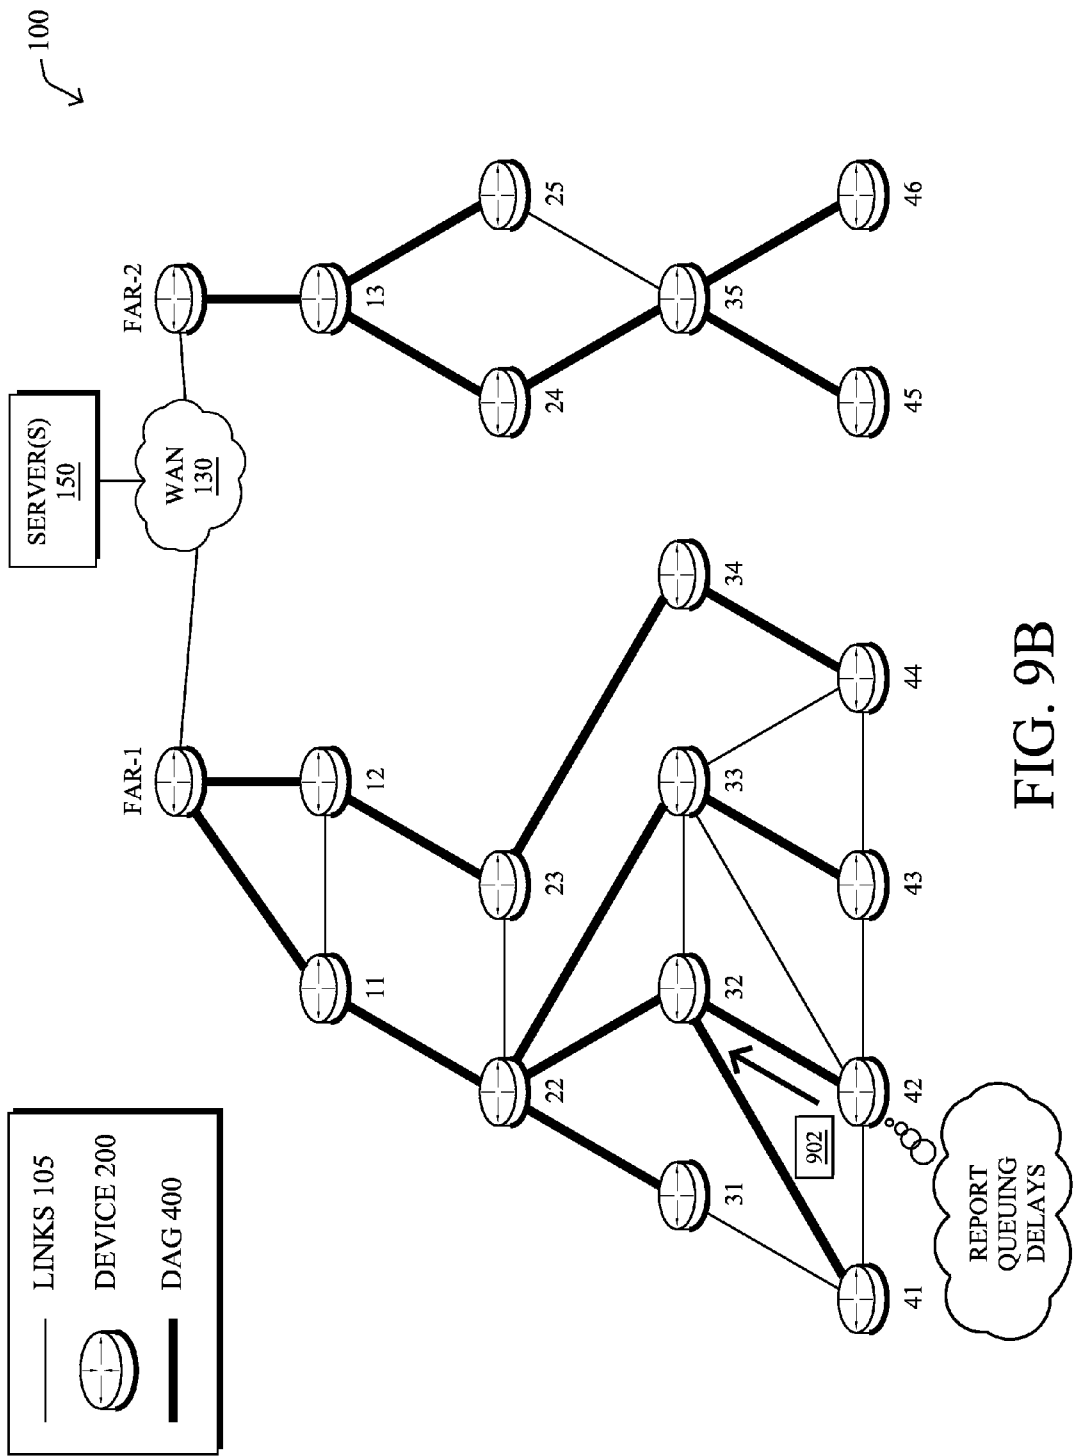 100
SERVER(S)
150
WAN
130
FAR-1
FAR-2
11
12
13
22
23
24
25
31
32
33
34
35
41
42
43
44
45
46
902
REPORT
QUEUING
DELAYS
LINKS 105
DEVICE 200
DAG 400
FIG. 9B